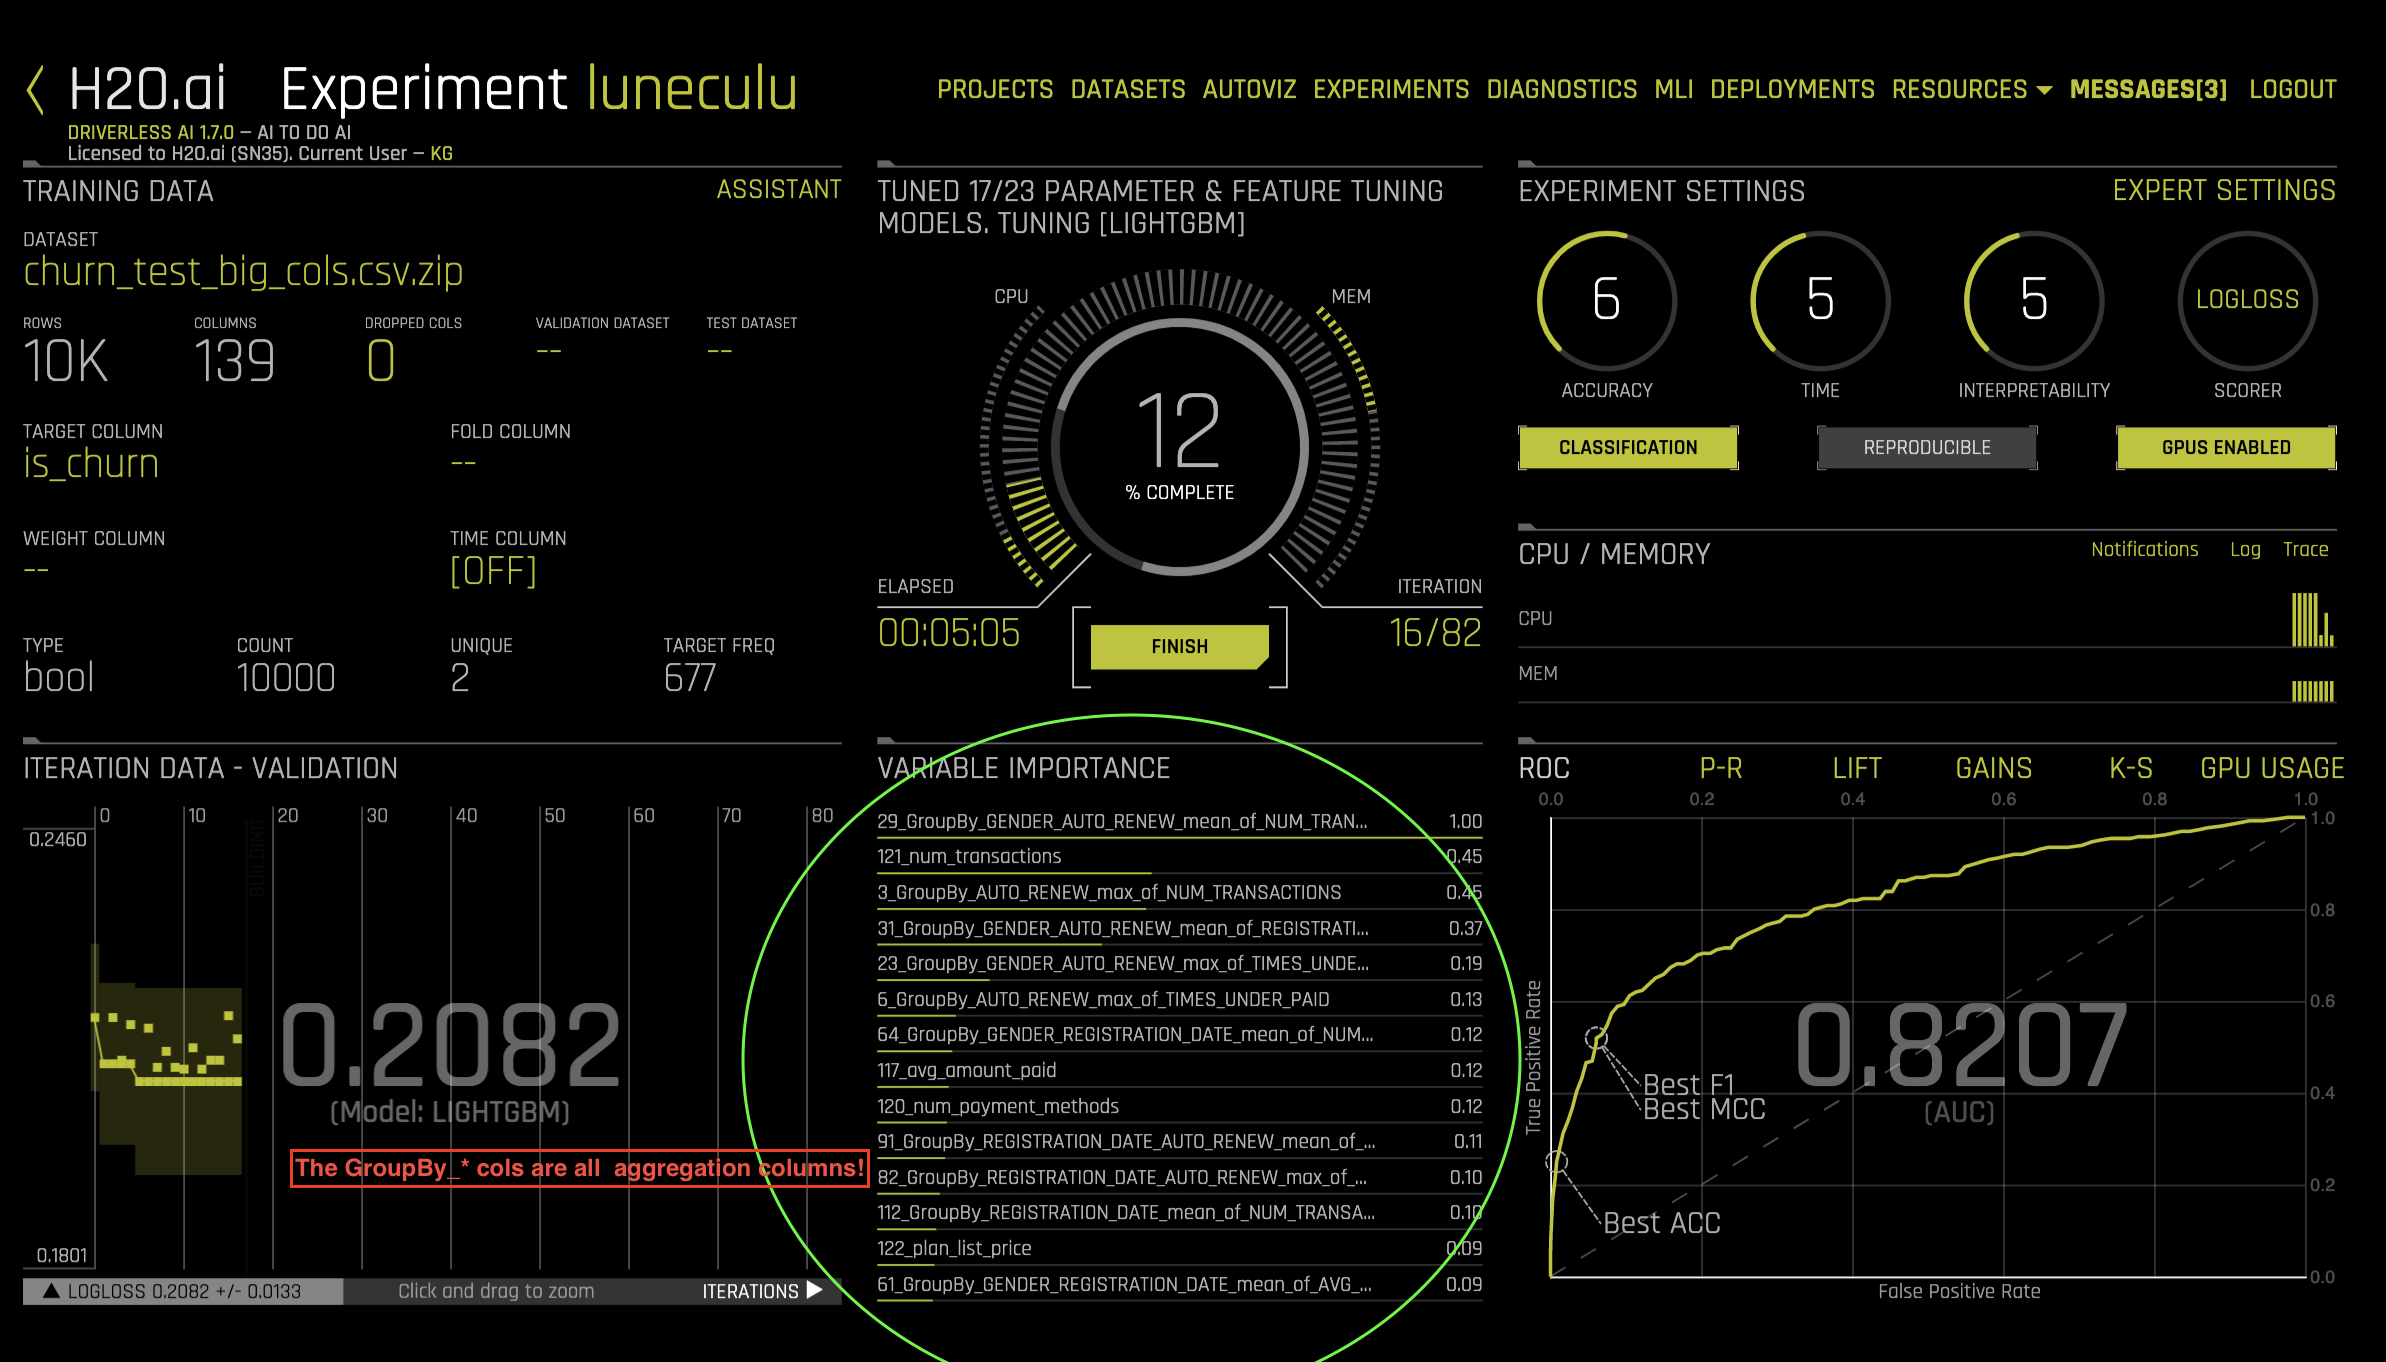 H2O.ai Experiment luneculu
PROJECTS DATASETS AUTOVIZ EXPERIMENTS DIAGNOSTICS MLI DEPLOYMENTS RESOURCES MESSAGES[3] LOGOUT
DRIVERLESS AI 1.7.0 – AI TO DO AI
Licensed to H2O.ai (SN35). Current User – KG
TRAINING DATA
ASSISTANT
DATASET
churn_test_big_cols.csv.zip
ROWS COLUMNS DROPPED COLS VALIDATION DATASET TEST DATASET
10K 139 0 -- --
TARGET COLUMN FOLD COLUMN
is_churn --
WEIGHT COLUMN TIME COLUMN
-- [OFF]
TYPE COUNT UNIQUE TARGET FREQ
bool 10000 2 677
TUNED 17/23 PARAMETER & FEATURE TUNING
MODELS. TUNING [LIGHTGBM]
CPU
MEM
12
% COMPLETE
ELAPSED
00:05:05
ITERATION
16/82
FINISH
EXPERIMENT SETTINGS
EXPERT SETTINGS
6 5 5 LOGLOSS
ACCURACY TIME INTERPRETABILITY SCORER
CLASSIFICATION REPRODUCIBLE GPUS ENABLED
CPU / MEMORY
Notifications Log Trace
CPU
MEM
ITERATION DATA - VALIDATION
0 10 20 30 40 50 60 70 80
0.2460
BUILDING
0.2082
(Model: LIGHTGBM)
The GroupBy_* cols are all aggregation columns!
0.1801
LOGLOSS 0.2082 +/- 0.0133
Click and drag to zoom
ITERATIONS
VARIABLE IMPORTANCE
29_GroupBy_GENDER_AUTO_RENEW_mean_of_NUM_TRAN... 1.00
121_num_transactions 0.45
3_GroupBy_AUTO_RENEW_max_of_NUM_TRANSACTIONS 0.45
31_GroupBy_GENDER_AUTO_RENEW_mean_of_REGISTRATI... 0.37
23_GroupBy_GENDER_AUTO_RENEW_max_of_TIMES_UNDE... 0.19
6_GroupBy_AUTO_RENEW_max_of_TIMES_UNDER_PAID 0.13
64_GroupBy_GENDER_REGISTRATION_DATE_mean_of_NUM... 0.12
117_avg_amount_paid 0.12
120_num_payment_methods 0.12
91_GroupBy_REGISTRATION_DATE_AUTO_RENEW_mean_of_... 0.11
82_GroupBy_REGISTRATION_DATE_AUTO_RENEW_max_of_... 0.10
112_GroupBy_REGISTRATION_DATE_mean_of_NUM_TRANSA... 0.10
122_plan_list_price 0.09
61_GroupBy_GENDER_REGISTRATION_DATE_mean_of_AVG_... 0.09
ROC P-R LIFT GAINS K-S GPU USAGE
0.0 0.2 0.4 0.6 0.8 1.0
1.0
0.8
0.6
0.4
0.2
0.0
True Positive Rate
0.8207
(AUC)
Best F1
Best MCC
Best ACC
False Positive Rate